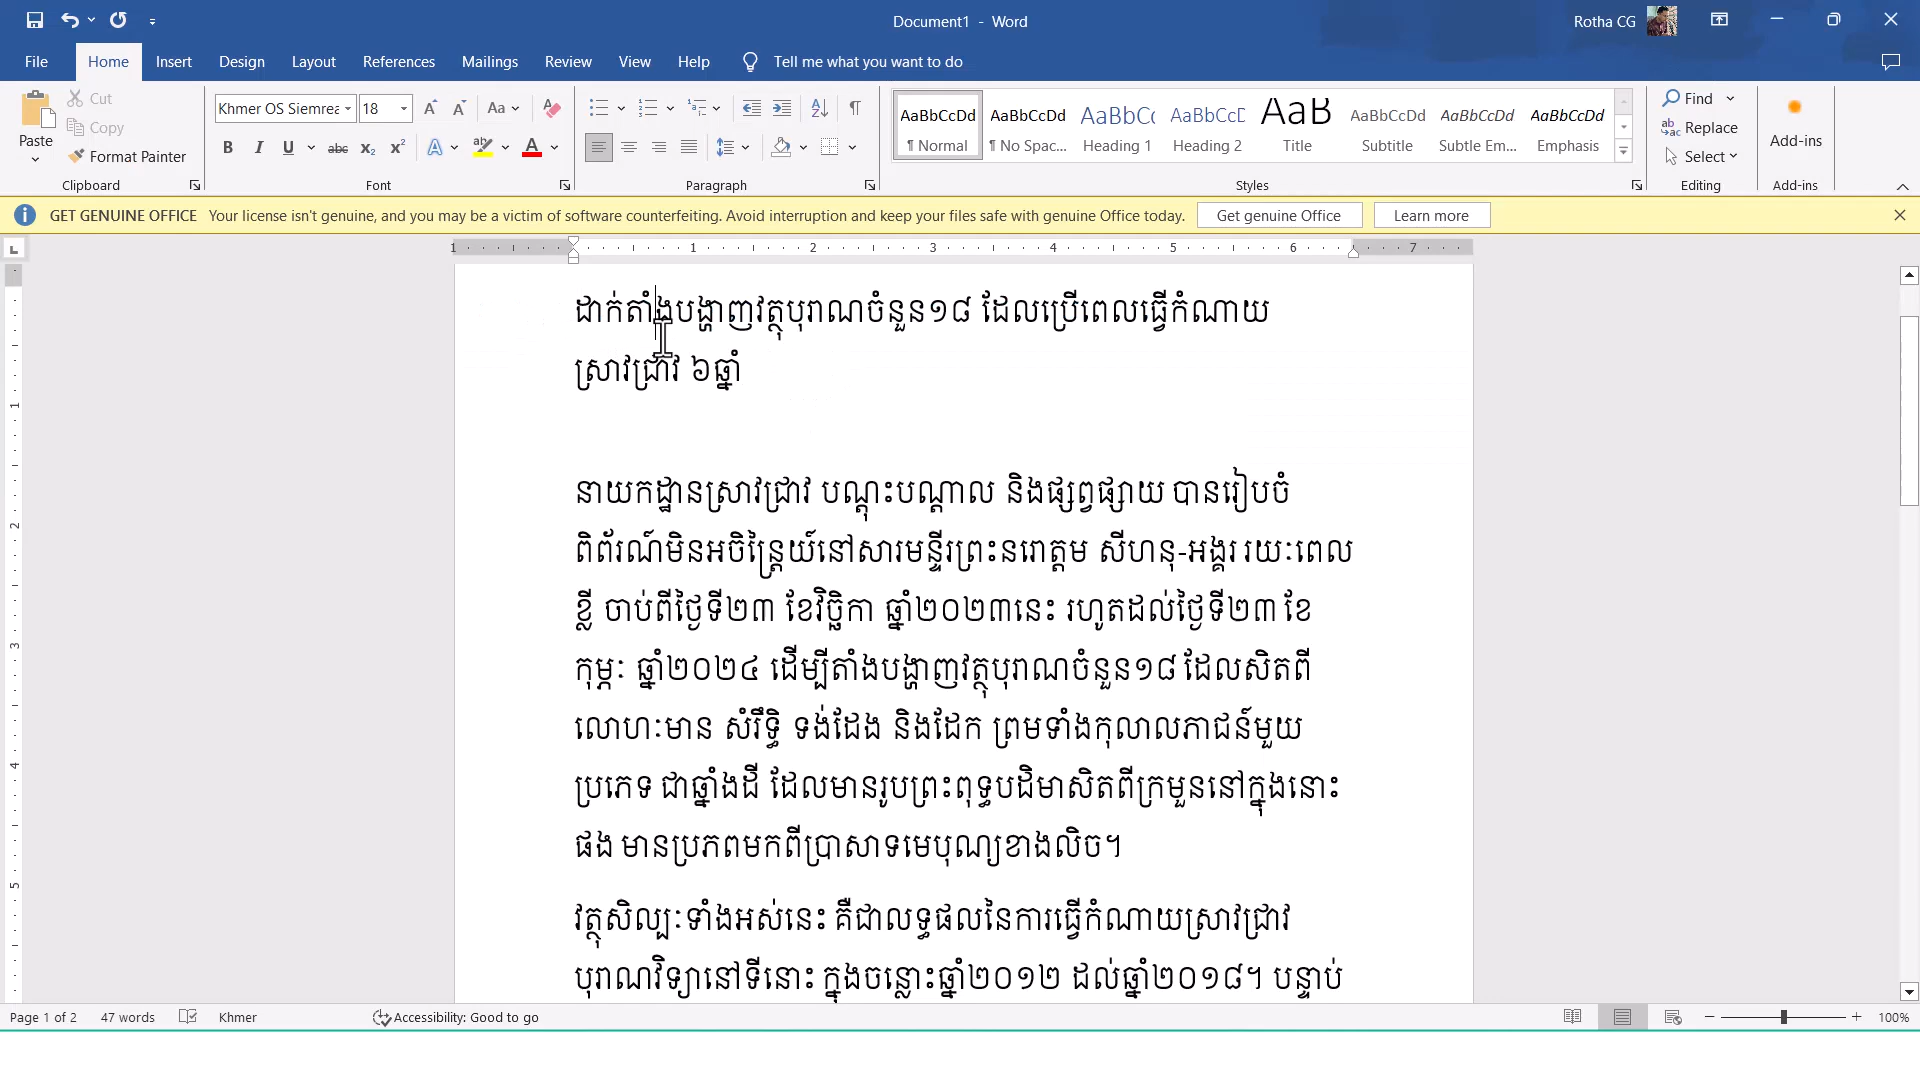 Document1 - Word
Rotha CG
File Home Insert Design Layout References Mailings Review View Help Tell me what you want to do
Paste
Cut
Copy
Format Painter
Clipboard
Khmer OS Siemrea 18
Font
Paragraph
AaBbCcDd AaBbCcDd AaBbCc AaBbCcD AaB AaBbCcDd AaBbCcDd AaBbCcDd
¶ Normal ¶ No Spac... Heading 1 Heading 2 Title Subtitle Subtle Em... Emphasis
Styles
Find
Replace
Select
Editing
Add-ins
Add-ins
GET GENUINE OFFICE Your license isn't genuine, and you may be a victim of software counterfeiting. Avoid interruption and keep your files safe with genuine Office today. Get genuine Office Learn more
1 1 2 3 4 5 6 7
ដាក់តាំងបង្ហាញវត្ថុបុរាណចំនួន១៨ ដែលប្រើពេលធ្វើកំណាយ
ស្រាវជ្រាវ ៦ឆ្នាំ
នាយកដ្ឋានស្រាវជ្រាវ បណ្តុះបណ្តាល និងផ្សព្វផ្សាយ បានរៀបចំ
ពិព័រណ៍មិនអចិន្ត្រៃយ៍នៅសារមន្ទីរព្រះនរោត្តម សីហនុ-អង្គរ រយៈពេល
ខ្លី ចាប់ពីថ្ងៃទី២៣ ខែវិច្ឆិកា ឆ្នាំ២០២៣នេះ រហូតដល់ថ្ងៃទី២៣ ខែ
កុម្ភៈ ឆ្នាំ២០២៤ ដើម្បីតាំងបង្ហាញវត្ថុបុរាណចំនួន១៨ ដែលសិតពី
លោហៈមាន សំរឹទ្ធិ ទង់ដែង និងដែក ព្រមទាំងកុលាលភាជន៍មួយ
ប្រភេទ ជាឆ្នាំងដី ដែលមានរូបព្រះពុទ្ធបដិមាសិតពីក្រមួននៅក្នុងនោះ
ផង មានប្រភពមកពីប្រាសាទមេបុណ្យខាងលិច។
វត្ថុសិល្បៈទាំងអស់នេះ គឺជាលទ្ធផលនៃការធ្វើកំណាយស្រាវជ្រាវ
បុរាណវិទ្យានៅទីនោះ ក្នុងចន្លោះឆ្នាំ២០១២ ដល់ឆ្នាំ២០១៨។ បន្ទាប់
Page 1 of 2 47 words Khmer Accessibility: Good to go 100%